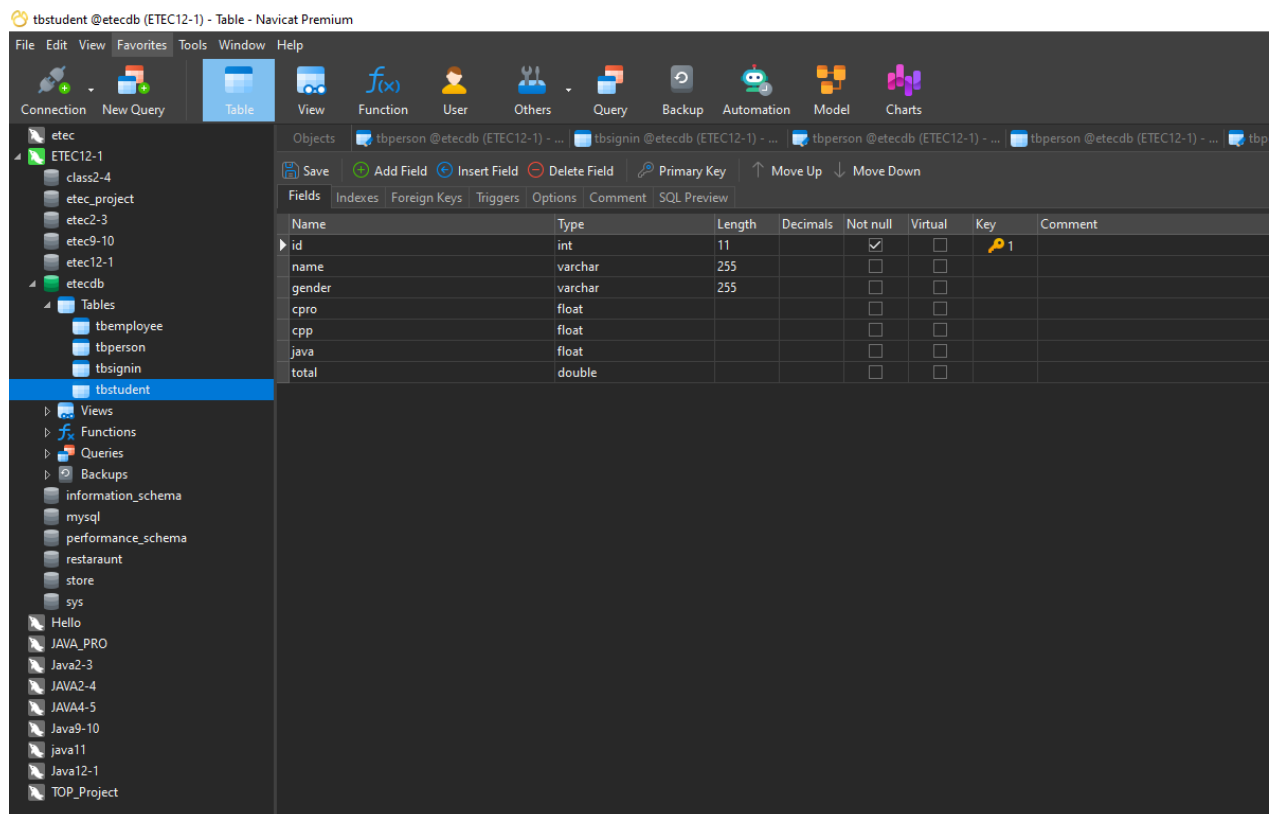 tbstudent @etecdb (ETEC12-1) - Table - Navicat Premium
File Edit View Favorites Tools Window Help
Connection New Query Table View Function User Others Query Backup Automation Model Charts
etec
ETEC12-1
class2-4
etec_project
etec2-3
etec9-10
etec12-1
etecdb
Tables
tbemployee
tbperson
tbsignin
tbstudent
Views
Functions
Queries
Backups
information_schema
mysql
performance_schema
restaraunt
store
sys
Hello
JAVA_PRO
Java2-3
JAVA2-4
JAVA4-5
Java9-10
java11
Java12-1
TOP_Project
Objects tbperson @etecdb (ETEC12-1) - ... tbsignin @etecdb (ETEC12-1) - ... tbperson @etecdb (ETEC12-1) - ... tbperson @etecdb (ETEC12-1) - ... tbp
Save Add Field Insert Field Delete Field Primary Key Move Up Move Down
Fields Indexes Foreign Keys Triggers Options Comment SQL Preview
Name Type Length Decimals Not null Virtual Key Comment
id int 11 1
name varchar 255
gender varchar 255
cpro float
cpp float
java float
total double